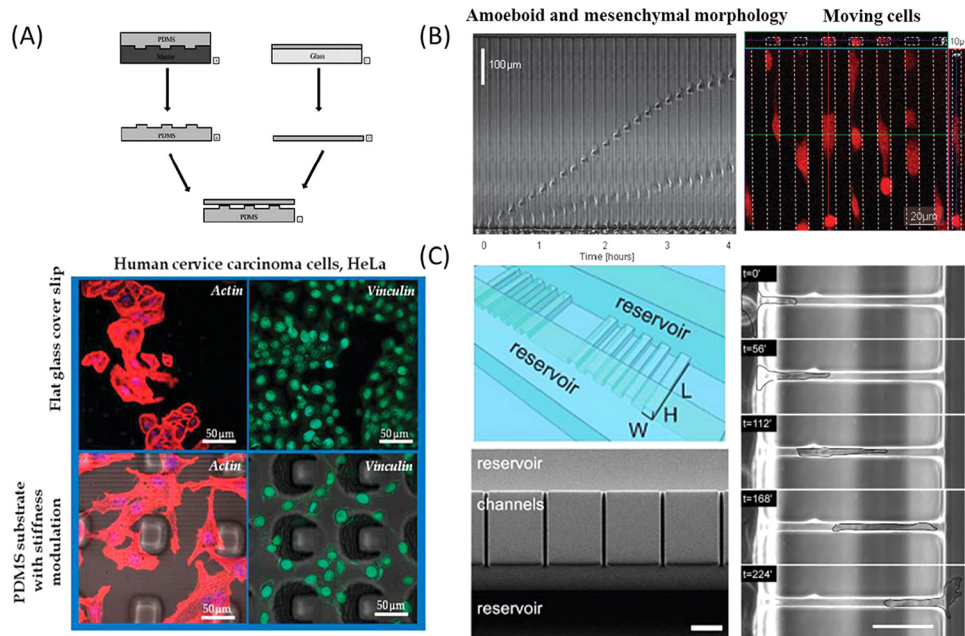 (A)
PDMS
Master
Glass
PDMS
PDMS
Human cervice carcinoma cells, HeLa
Flat glass cover slip
Actin
Vinculin
50μm
50μm
PDMS substrate
with stiffness
modulation
Actin
Vinculin
50μm
50μm
(B)
Amoeboid and mesenchymal morphology
Moving cells
100μm
0 1 2 3 4
Time [hours]
10μ
20μm
(C)
reservoir
reservoir
L
H
W
reservoir
channels
reservoir
t=0'
t=56'
t=112'
t=168'
t=224'